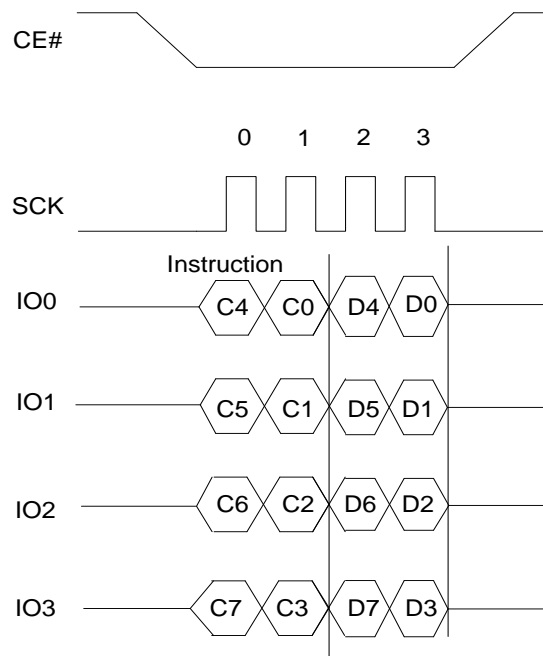 CE#
0 1 2 3
SCK
Instruction
IO0 C4 C0 D4 D0
IO1 C5 C1 D5 D1
IO2 C6 C2 D6 D2
IO3 C7 C3 D7 D3